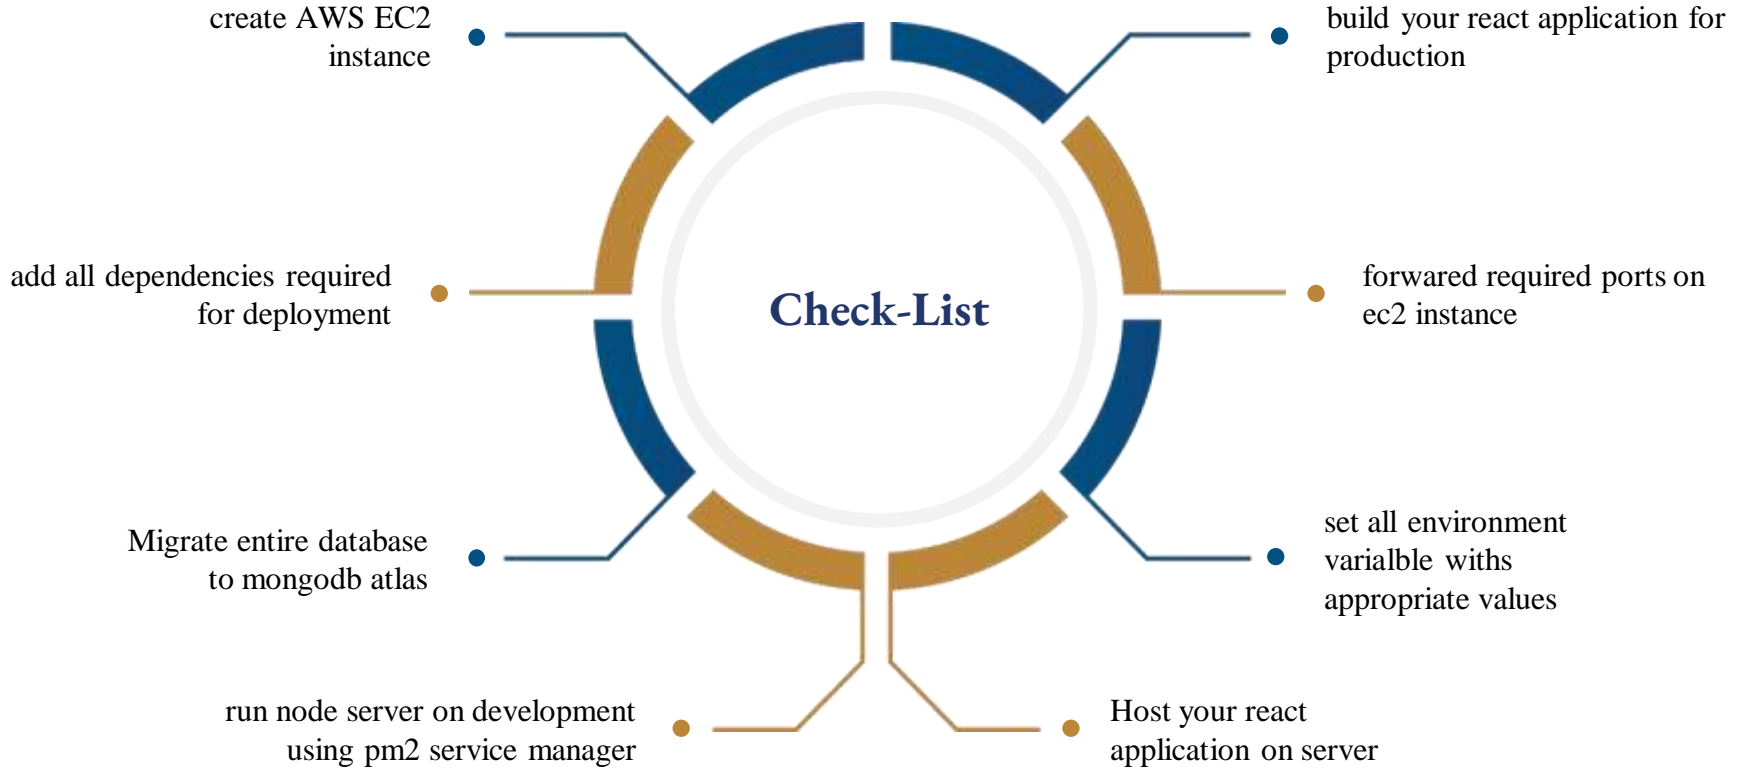 create AWS EC2
instance
build your react application for
production
add all dependencies required
for deployment
forwared required ports on
ec2 instance
Check-List
Migrate entire database
to mongodb atlas
set all environment
varialble withs
appropriate values
run node server on development
using pm2 service manager
Host your react
application on server